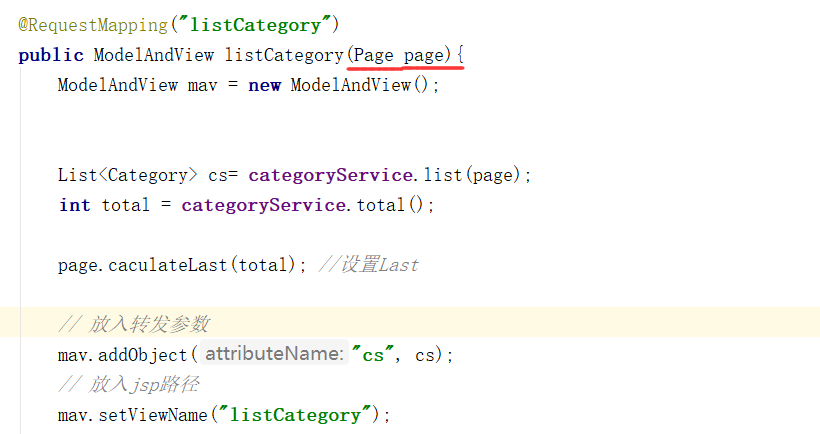 @RequestMapping("listCategory")
public ModelAndView listCategory(Page page){
ModelAndView mav = new ModelAndView();
List<Category> cs= categoryService.list(page);
int total = categoryService.total();
page.caculateLast(total); //设置Last
// 放入转发参数
mav.addObject( attributeName: "cs", cs);
// 放入jsp路径
mav.setViewName("listCategory");